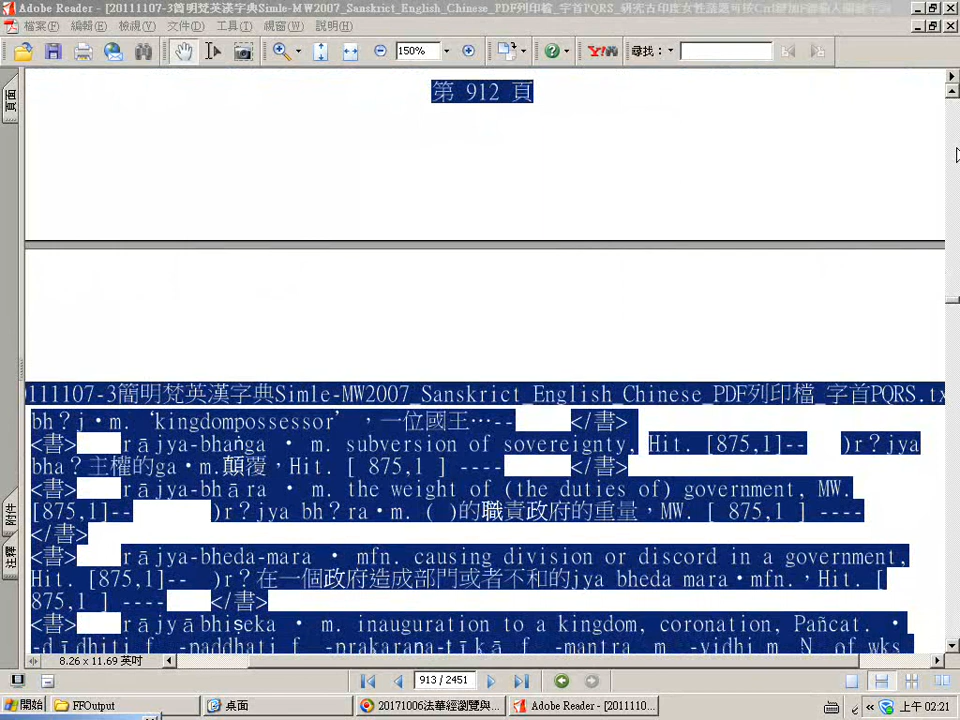 Adobe Reader - [20111107-3簡明梵英漢字典Simle-MW2007_Sanskrict_English_Chinese_PDF列印檔_字首PQRS_研究古印度女性議題可按Ctrl鍵加F鍵輸入關鍵字
檔案(F) 編輯(E) 檢視(V) 文件(D) 工具(T) 視窗(W) 說明(H)
150% 尋找:
頁面
第 912 頁
111107-3簡明梵英漢字典Simle-MW2007_Sanskrict_English_Chinese_PDF列印檔_字首PQRS.tx
bh?j•m. ‘kingdompossessor’ ，一位國王…-- </書>
<書> rājya-bhaṅga • m. subversion of sovereignty, Hit. [875,1]-- )r?jya
bha?主權的ga•m.顛覆，Hit. [ 875,1 ] ---- </書>
<書> rājya-bhāra • m. the weight of (the duties of) government, MW.
[875,1]-- )r?jya bh?ra•m. ( )的職責政府的重量，MW. [ 875,1 ] ----
</書>
<書> rājya-bheda-mara • mfn. causing division or discord in a government,
Hit. [875,1]-- )r?在一個政府造成部門或者不和的jya bheda mara•mfn.，Hit. [
875,1 ] ---- </書>
<書> rājyābhiṣeka • m. inauguration to a kingdom, coronation, Pañcat. •
-dīdhiti f. -paddhati f. -prakaraṇa-ṭīkā f. -mantra m. -vidhi m. N. of wks
附件
注釋
8.26 x 11.69 英吋
913 / 2451
開始 FFOutput 桌面 20171006法華經瀏覽與... Adobe Reader - [2011110... 上午 02:21